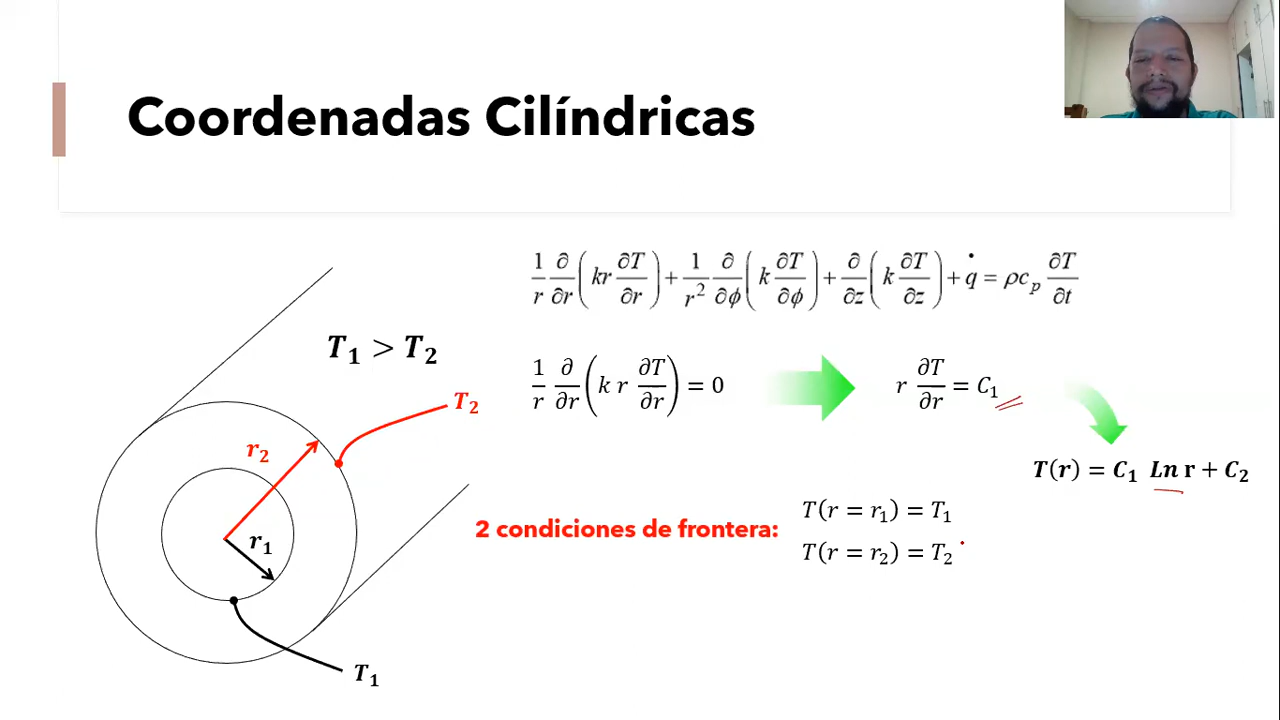 Coordenadas Cilíndricas
1/r ∂/∂r (kr ∂T/∂r) + 1/r² ∂/∂ϕ (k ∂T/∂ϕ) + ∂/∂z (k ∂T/∂z) + q̇ = ρc_p ∂T/∂t
T₁ > T₂
1/r ∂/∂r (k r ∂T/∂r) = 0
r ∂T/∂r = C₁
T₂
r₂
T(r) = C₁ Ln r + C₂
2 condiciones de frontera:
T(r = r₁) = T₁
T(r = r₂) = T₂
r₁
T₁